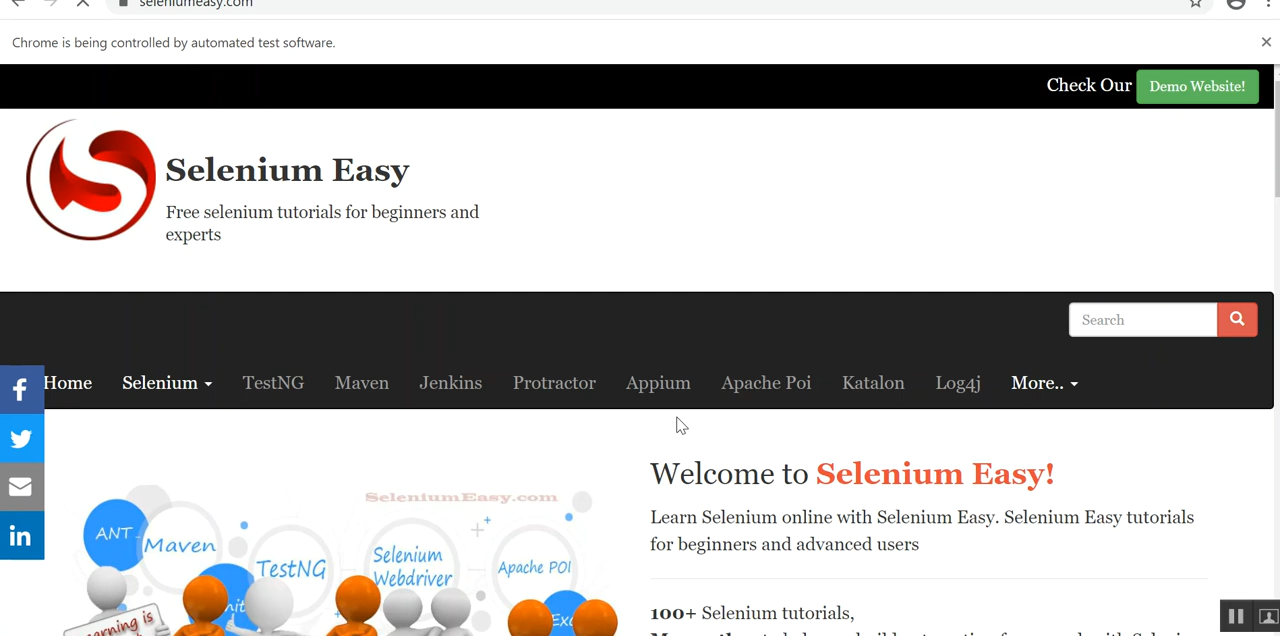 seleniumeasy.com
Chrome is being controlled by automated test software.
Check Our Demo Website!
Selenium Easy
Free selenium tutorials for beginners and
experts
Search
Home Selenium TestNG Maven Jenkins Protractor Appium Apache Poi Katalon Log4j More..
SeleniumEasy.com
ANT
Maven
TestNG
Selenium
Webdriver
Apache POI
Learning is
Welcome to Selenium Easy!
Learn Selenium online with Selenium Easy. Selenium Easy tutorials
for beginners and advanced users
100+ Selenium tutorials,